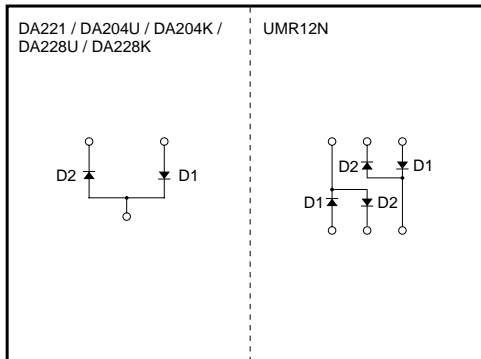 DA221 / DA204U / DA204K /
DA228U / DA228K
UMR12N
D2
D1
D2
D1
D1
D2